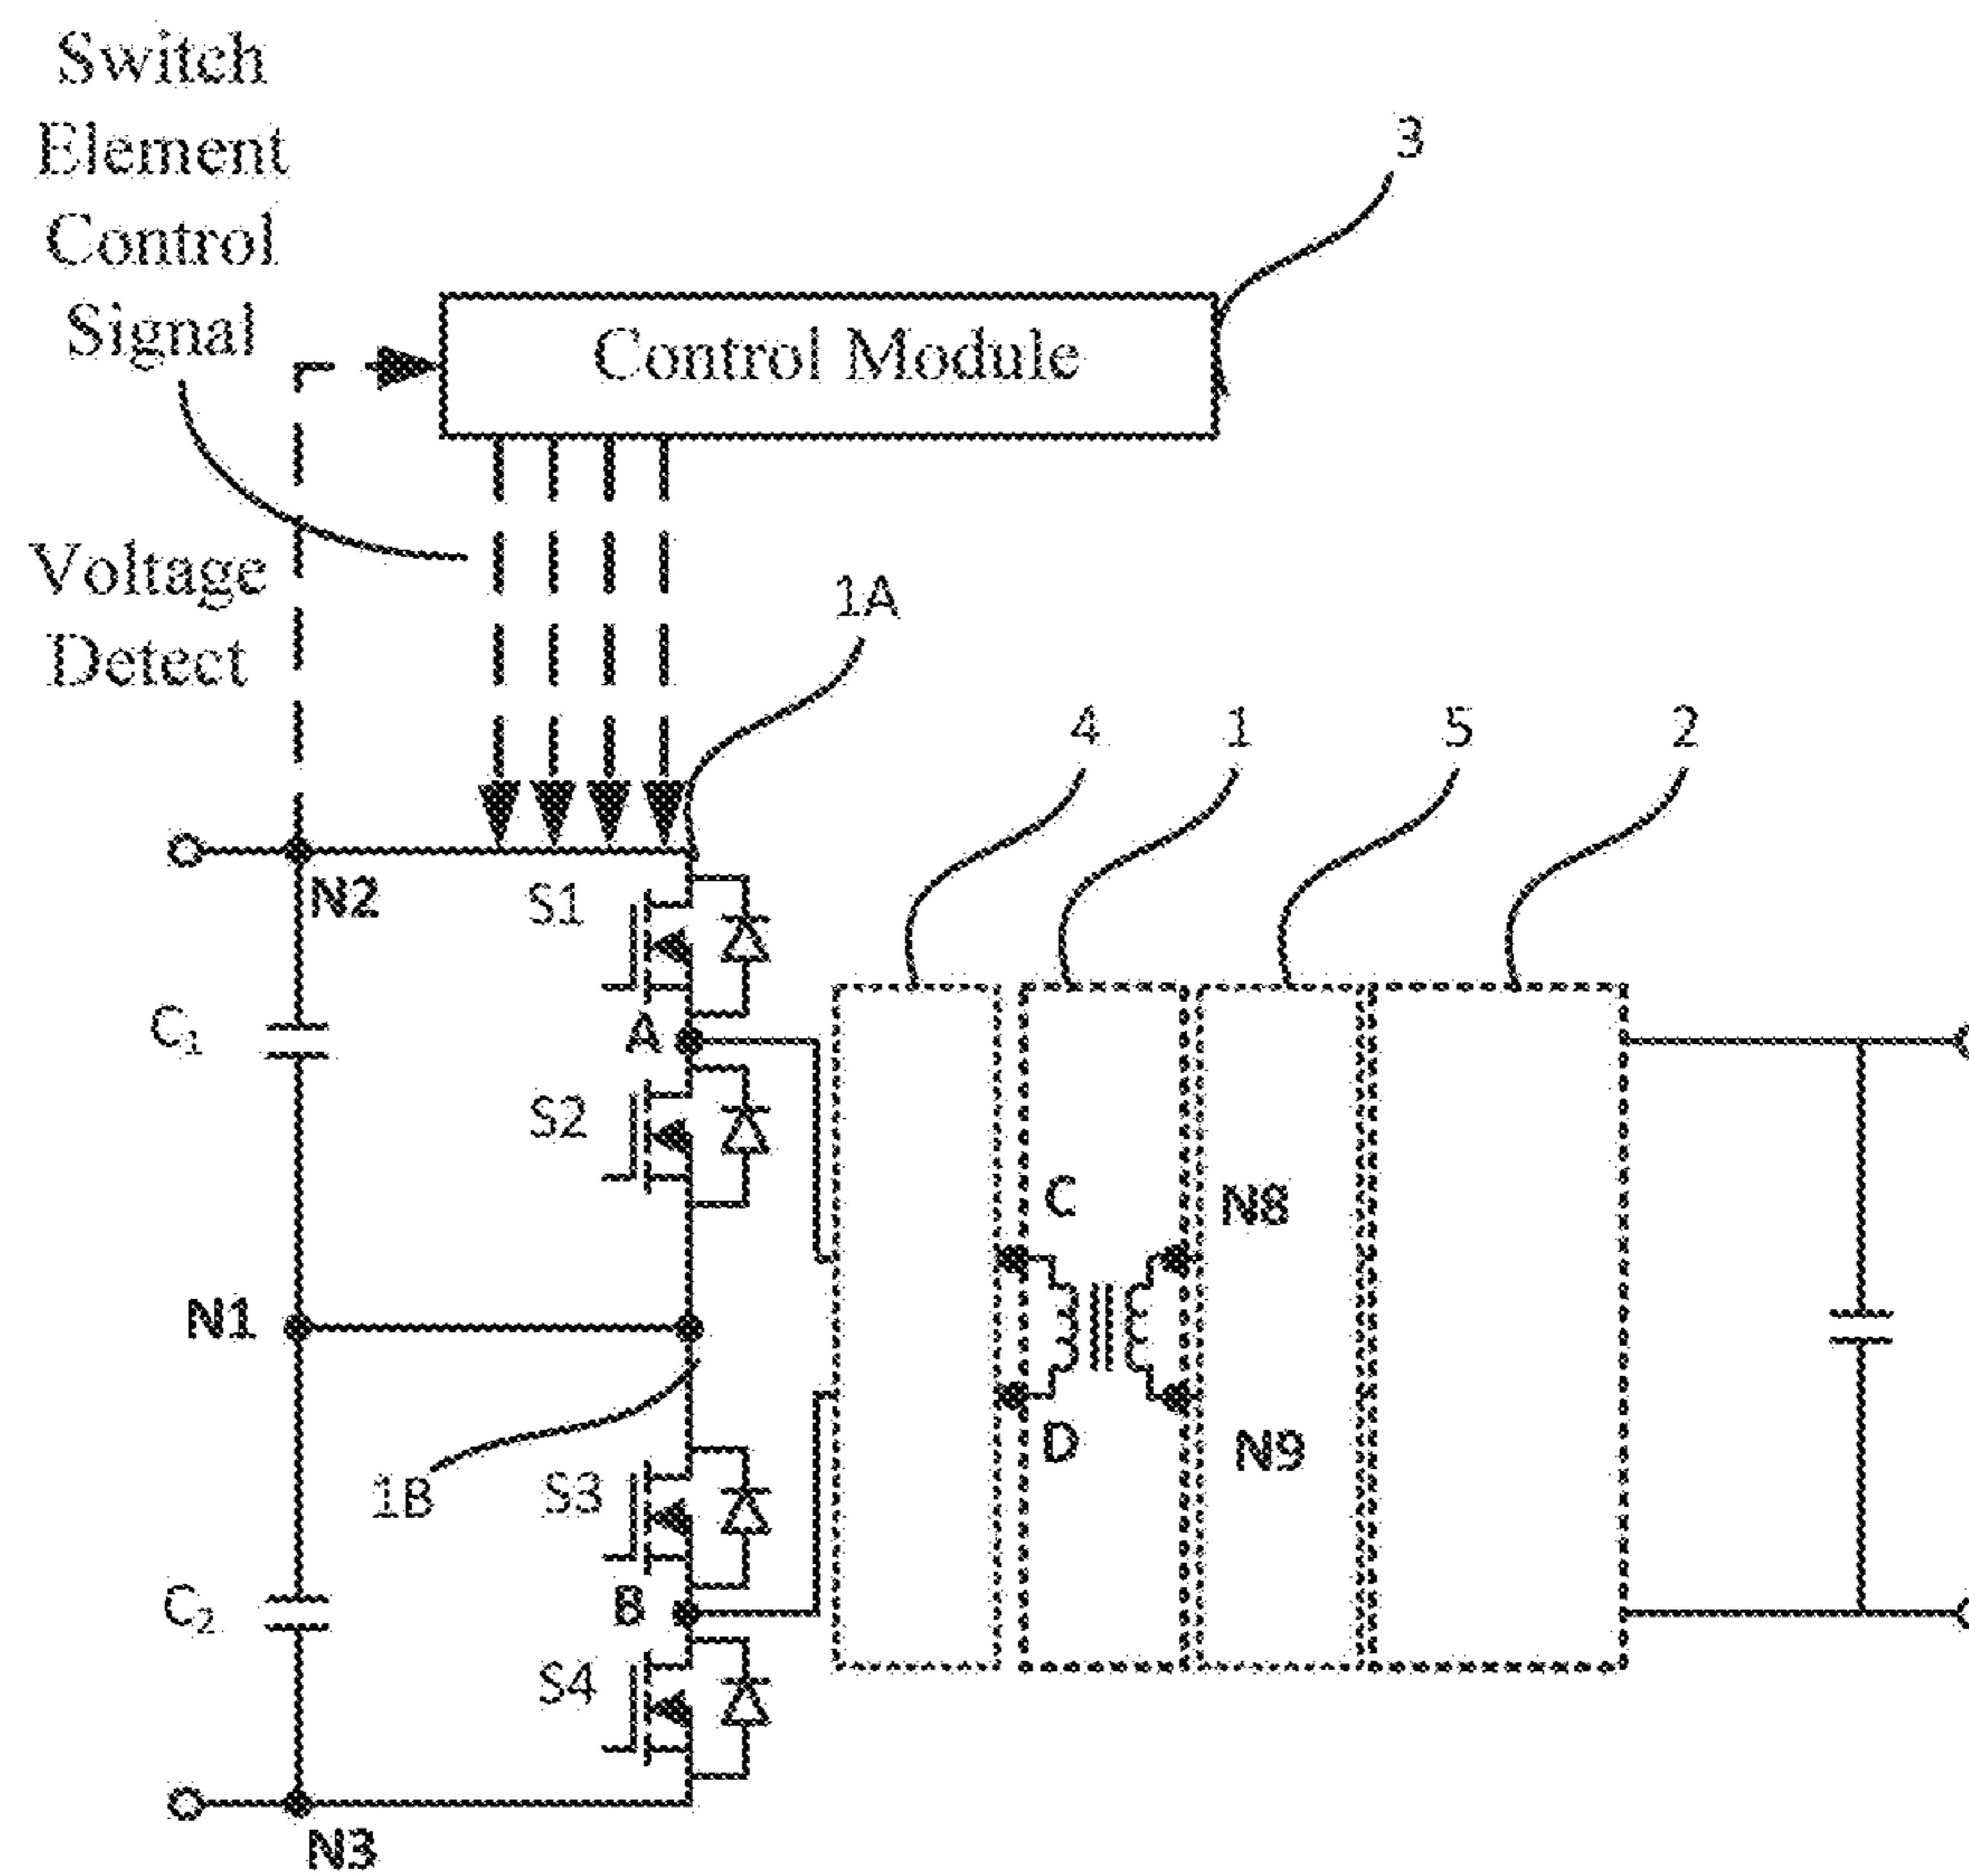 Switch
Element
Control
Signal
3
Control Module
Voltage
Detect
1A
4
1
5
2
N2
S1
C₁
A
S2
C
N8
N1
D
N9
1B
S3
C₂
B
S4
N3